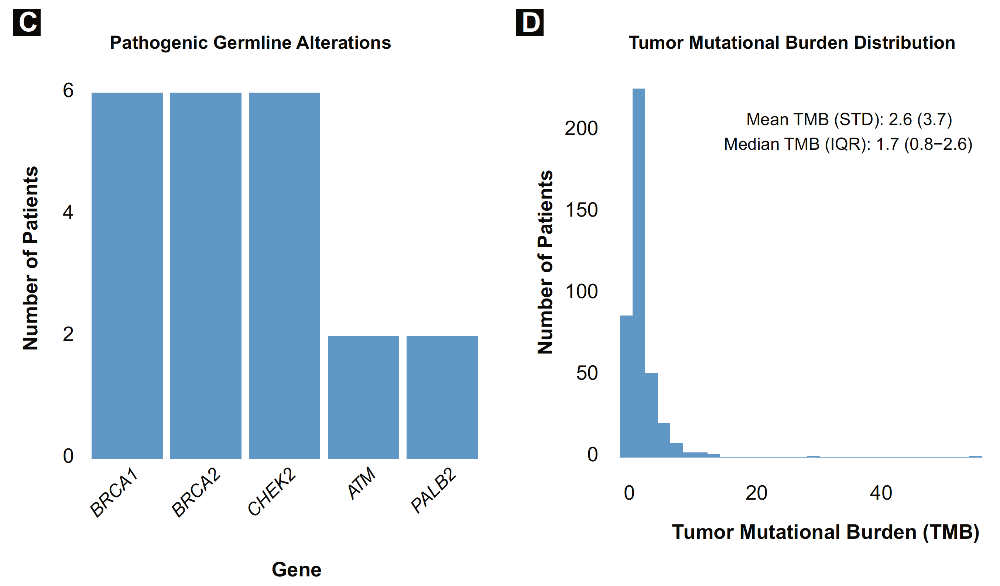 C
Pathogenic Germline Alterations
Number of Patients
6
4
2
0
BRCA1
BRCA2
CHEK2
ATM
PALB2
Gene
D
Tumor Mutational Burden Distribution
Mean TMB (STD): 2.6 (3.7)
Median TMB (IQR): 1.7 (0.8−2.6)
Number of Patients
200
150
100
50
0
0
20
40
Tumor Mutational Burden (TMB)